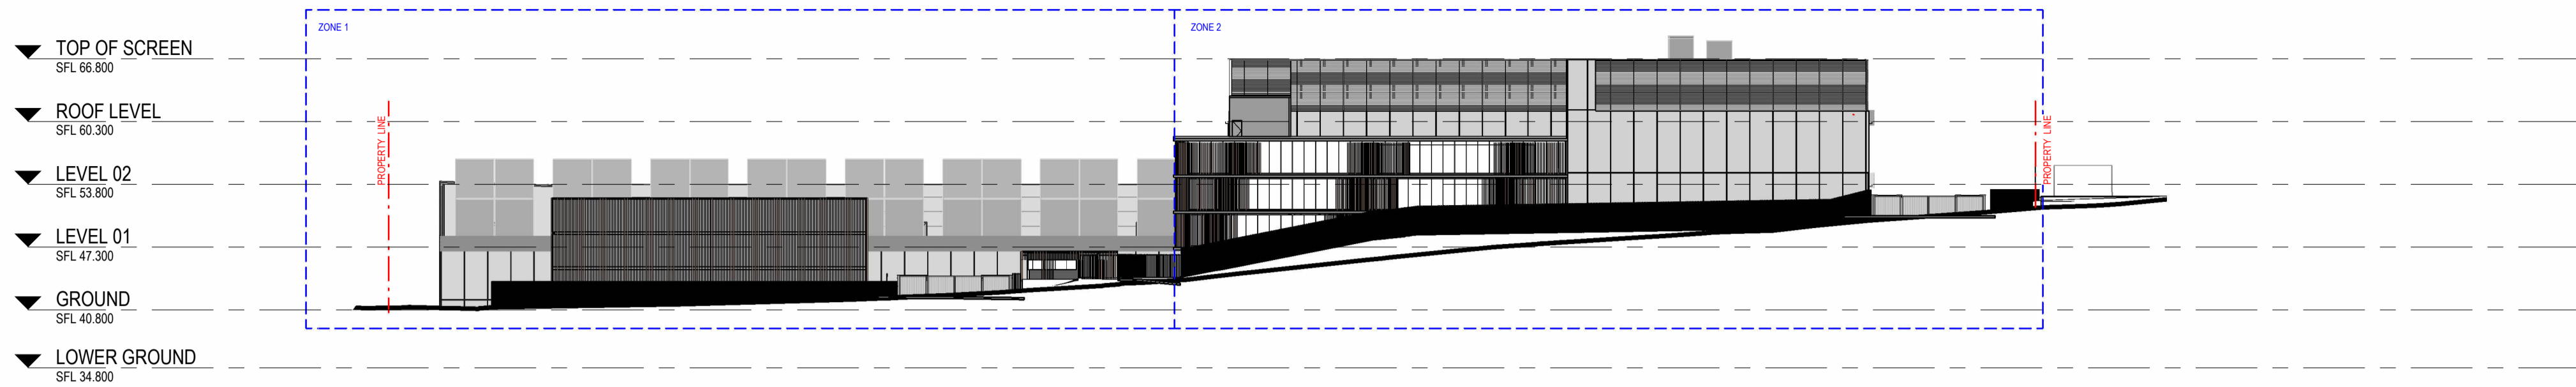 ZONE 1
ZONE 2
TOP OF SCREEN
SFL 66.800
ROOF LEVEL
SFL 60.300
PROPERTY LINE
PROPERTY LINE
LEVEL 02
SFL 53.800
LEVEL 01
SFL 47.300
GROUND
SFL 40.800
LOWER GROUND
SFL 34.800